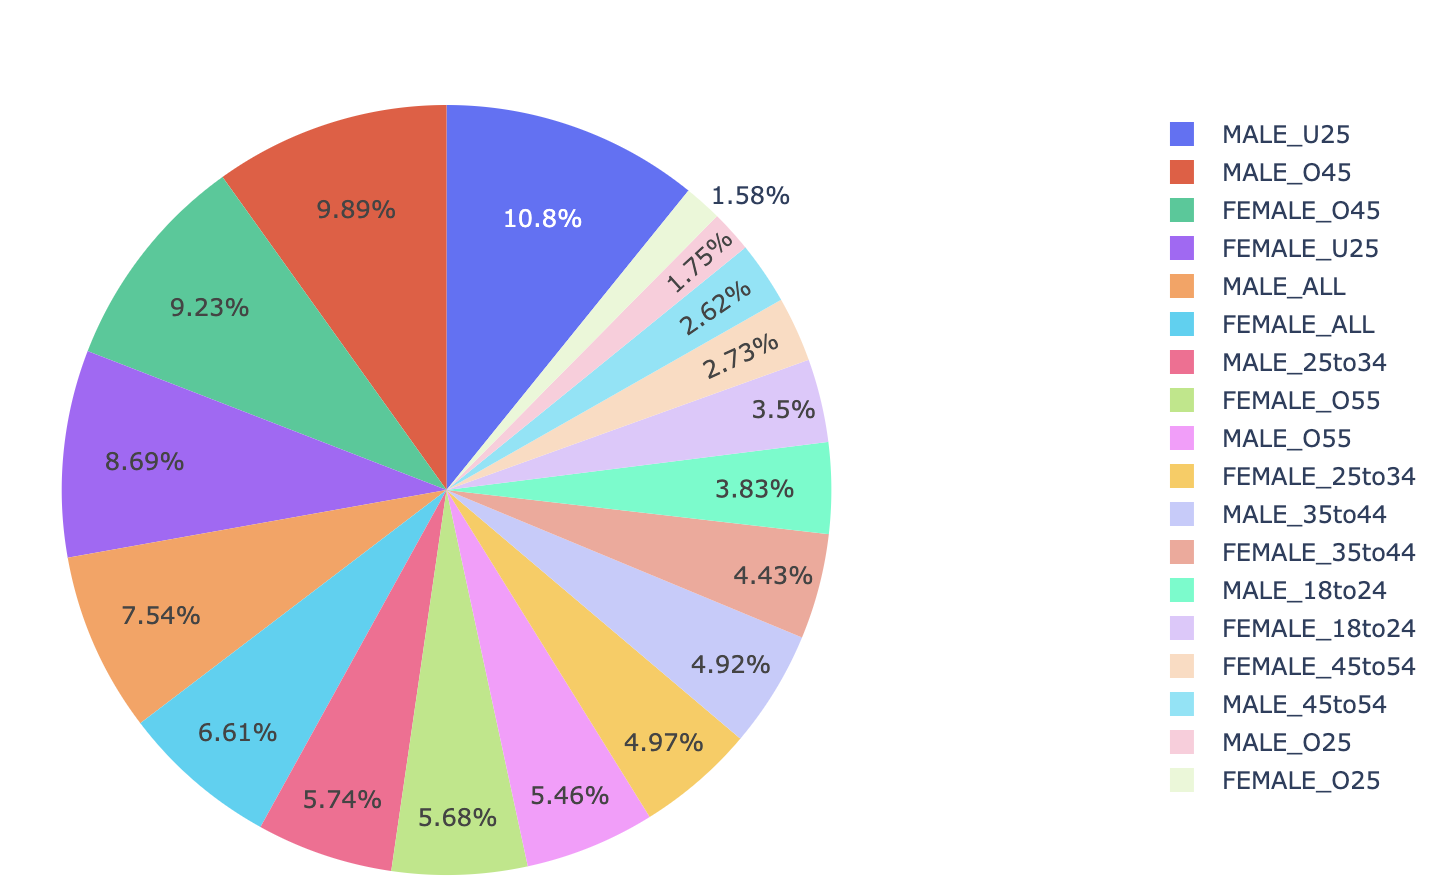 10.8%
9.89%
9.23%
8.69%
7.54%
6.61%
5.74%
5.68%
5.46%
4.97%
4.92%
4.43%
3.83%
3.5%
2.73%
2.62%
1.75%
1.58%
MALE_U25
MALE_O45
FEMALE_O45
FEMALE_U25
MALE_ALL
FEMALE_ALL
MALE_25to34
FEMALE_O55
MALE_O55
FEMALE_25to34
MALE_35to44
FEMALE_35to44
MALE_18to24
FEMALE_18to24
FEMALE_45to54
MALE_45to54
MALE_O25
FEMALE_O25